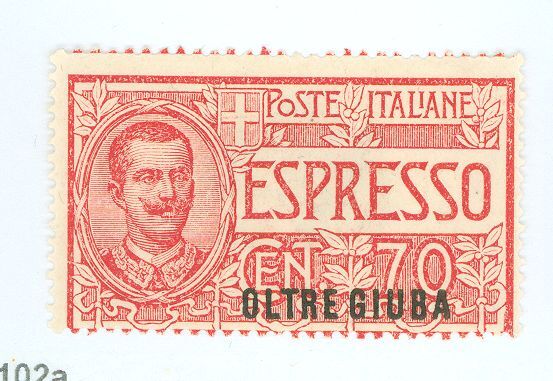 POSTE ITALIANE
ESPRESSO
CENT 70
OLTRE GIUBA
102a